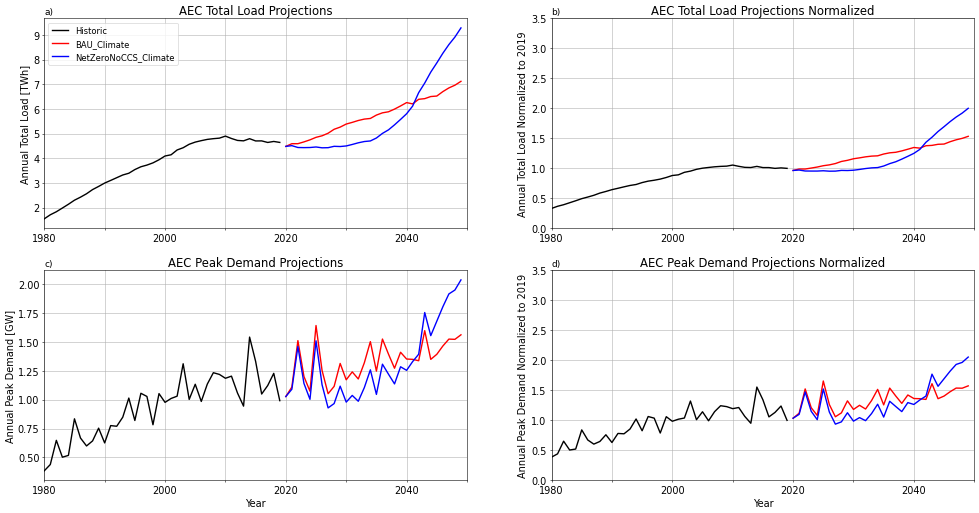 a)
AEC Total Load Projections
Historic
BAU_Climate
NetZeroNoCCS_Climate
Annual Total Load [TWh]
9
8
7
6
5
4
3
2
1980
2000
2020
2040
b)
AEC Total Load Projections Normalized
Annual Total Load Normalized to 2019
3.5
3.0
2.5
2.0
1.5
1.0
0.5
0.0
1980
2000
2020
2040
c)
AEC Peak Demand Projections
Annual Peak Demand [GW]
2.00
1.75
1.50
1.25
1.00
0.75
0.50
1980
2000
2020
2040
Year
d)
AEC Peak Demand Projections Normalized
Annual Peak Demand Normalized to 2019
3.5
3.0
2.5
2.0
1.5
1.0
0.5
0.0
1980
2000
2020
2040
Year